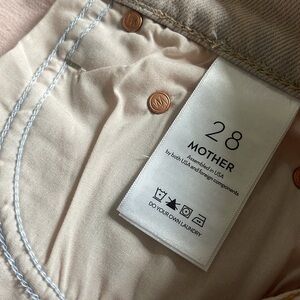 28
MOTHER
Assembled in USA
by both USA and foreign components
DO YOUR OWN LAUNDRY